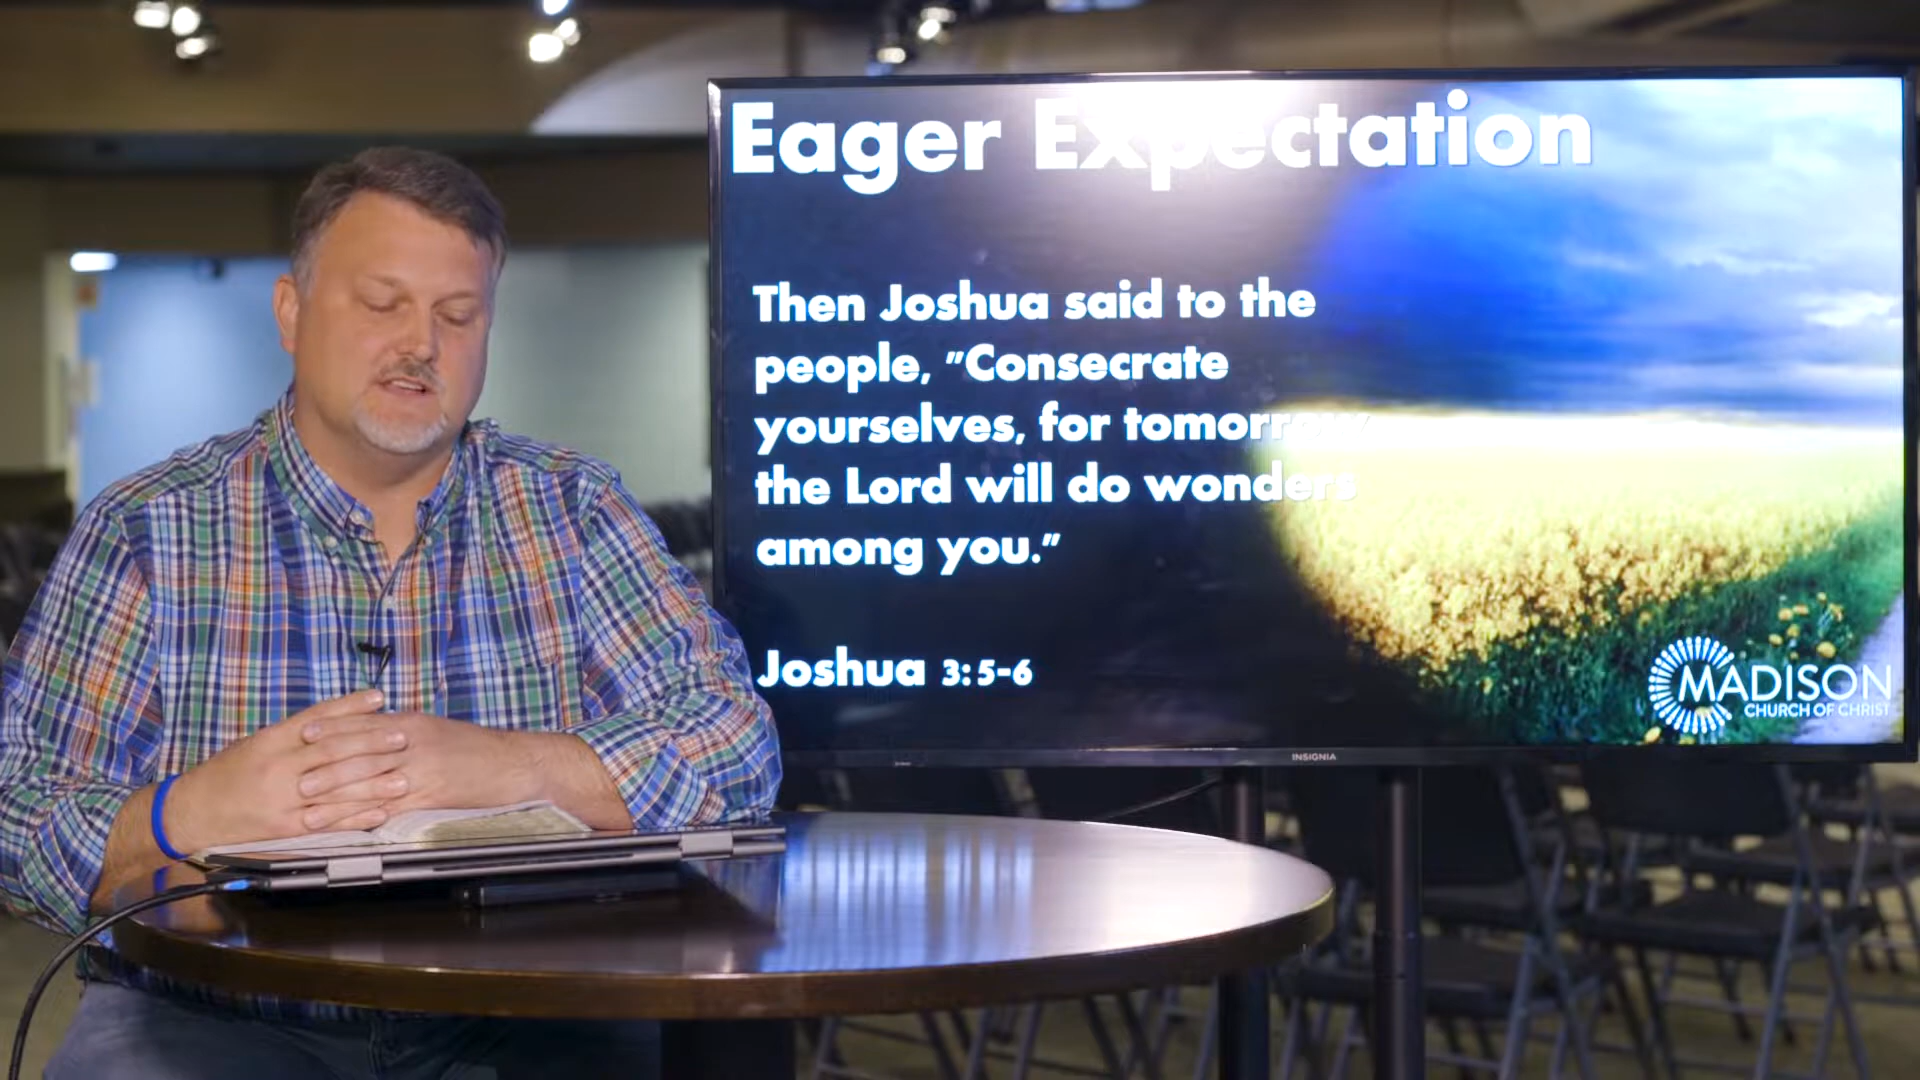 Eager Expectation
Then Joshua said to the
people, "Consecrate
yourselves, for tomorrow
the Lord will do wonders
among you."
Joshua 3:5-6
MADISON
CHURCH OF CHRIST
INSIGNIA